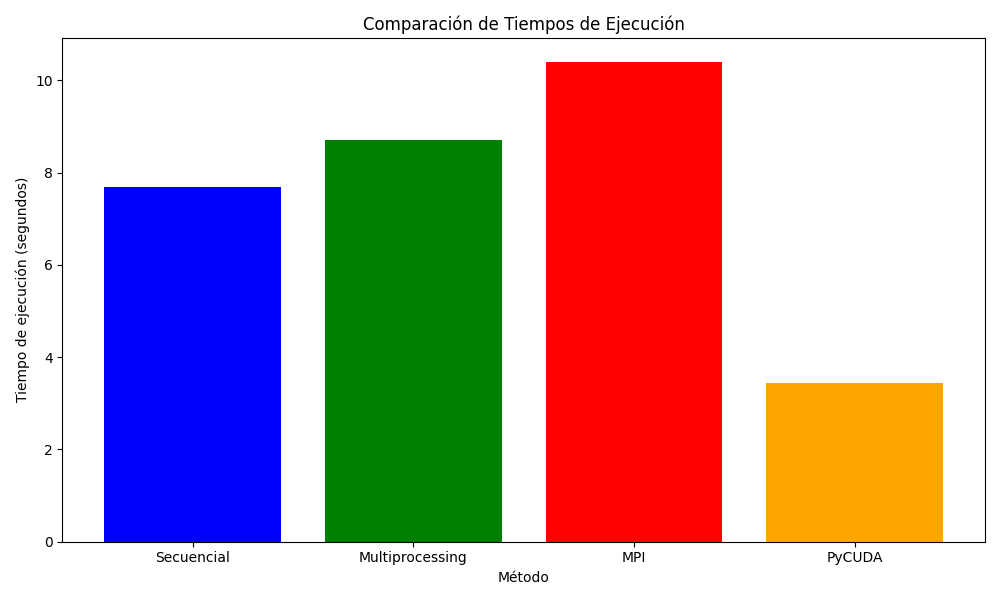 Comparación de Tiempos de Ejecución
Tiempo de ejecución (segundos)
10
8
6
4
2
0
Secuencial
Multiprocessing
MPI
PyCUDA
Método